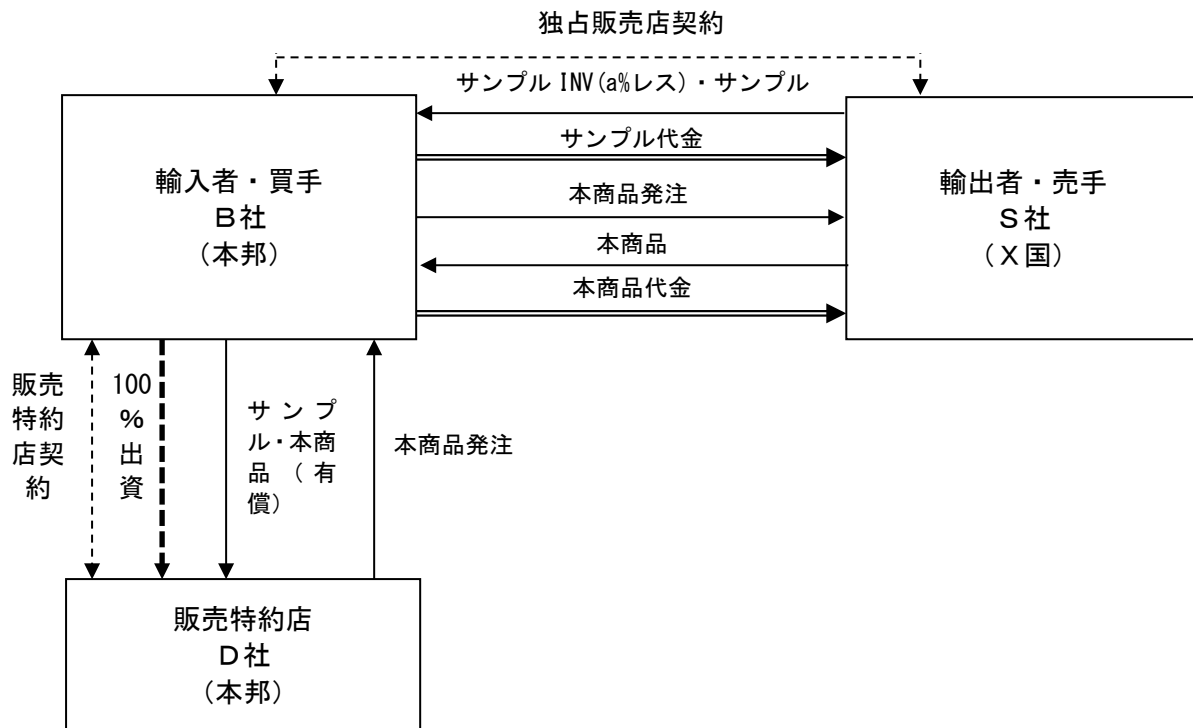 独占販売店契約
サンプル INV(a%レス)・サンプル
サンプル代金
輸入者・買手
B社
(本邦)
本商品発注
本商品
本商品代金
輸出者・売手
S社
(X国)
販売
特約
店契
約
100
%
出
資
サンプ
ル・本商
品(有
償)
本商品発注
販売特約店
D社
(本邦)